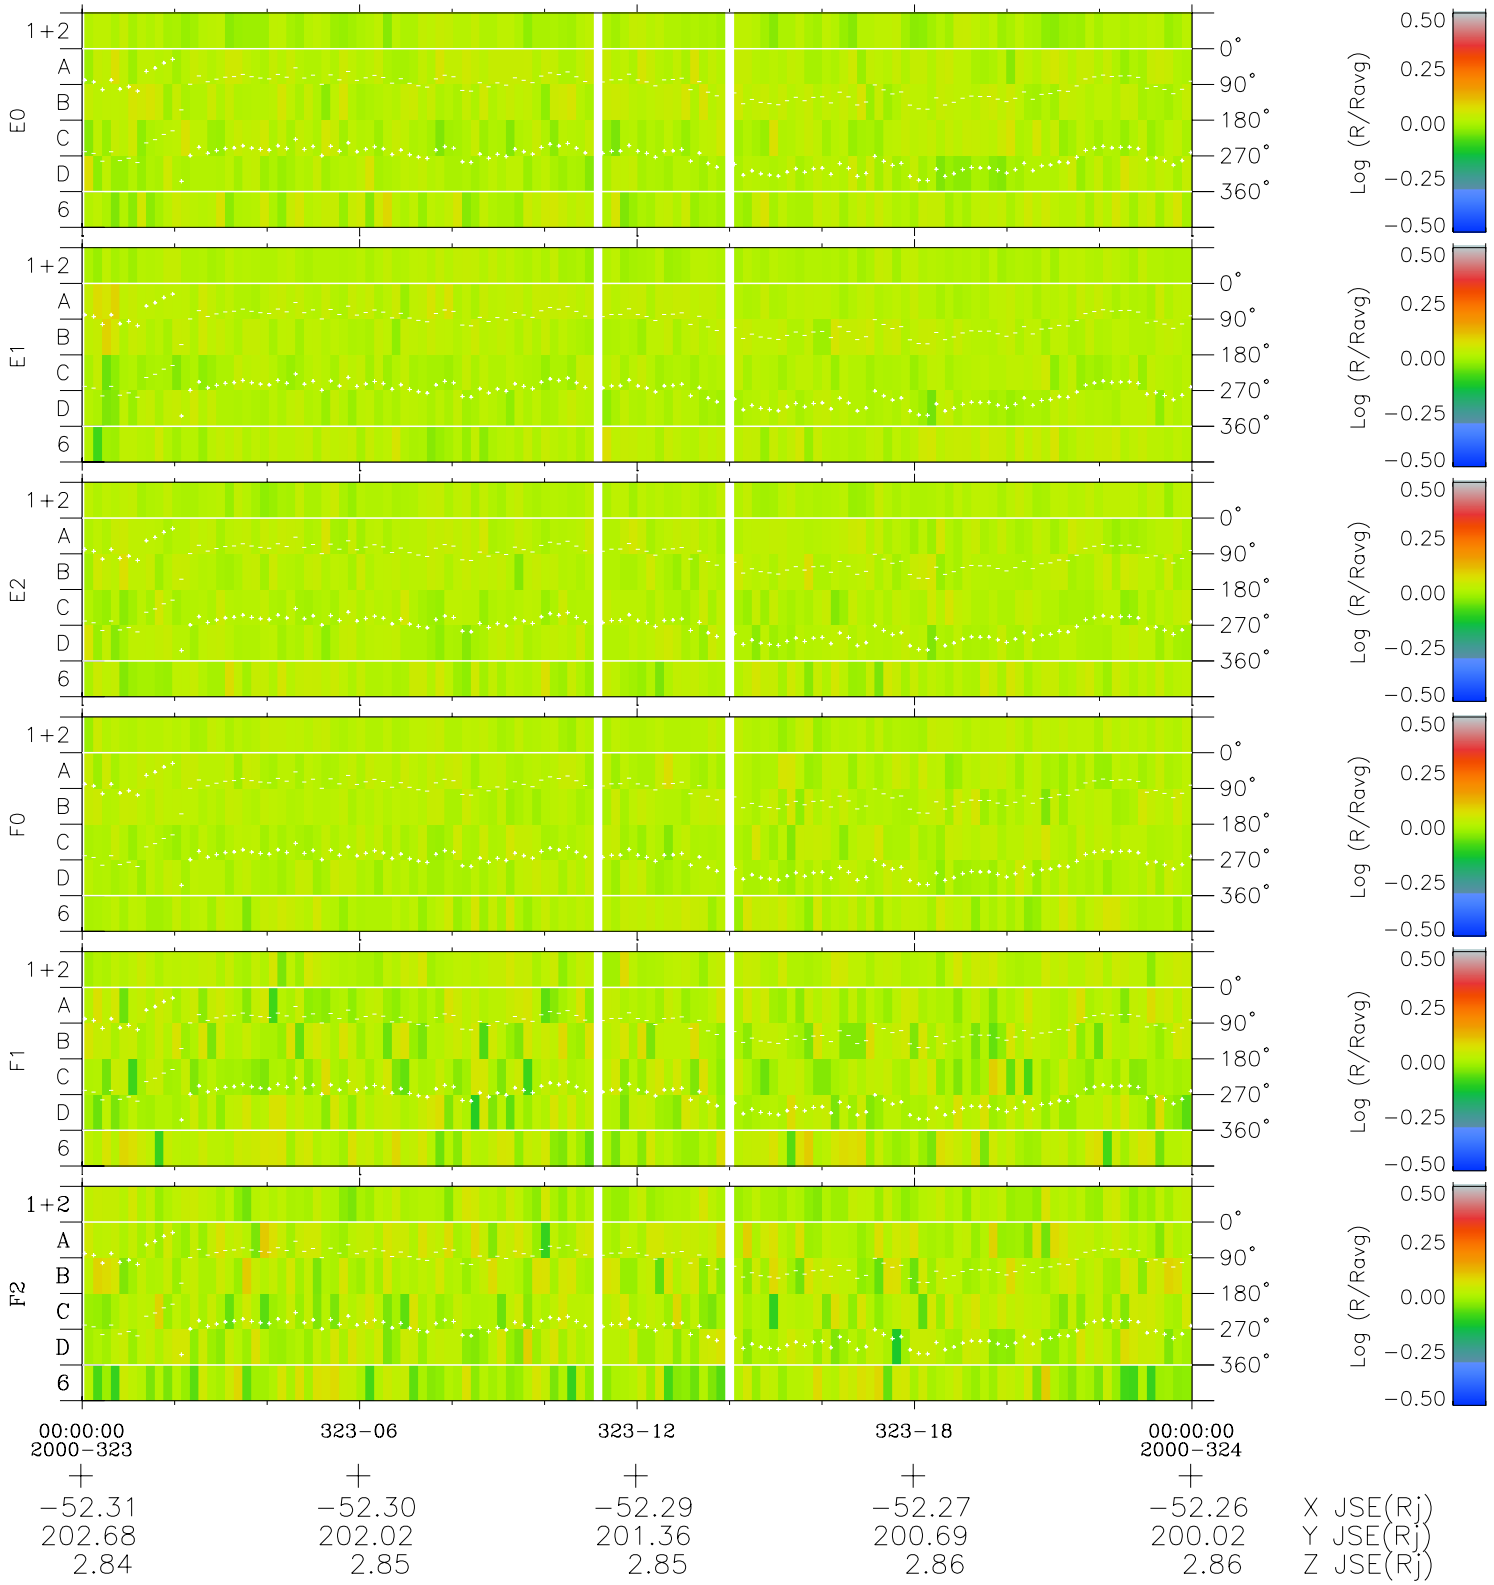 E0
1+2
A
B
C
D
6
0°
90°
180°
270°
360°
Log (R/Ravg)
0.50
0.25
0.00
−0.25
−0.50
E1
1+2
A
B
C
D
6
0°
90°
180°
270°
360°
Log (R/Ravg)
0.50
0.25
0.00
−0.25
−0.50
E2
1+2
A
B
C
D
6
0°
90°
180°
270°
360°
Log (R/Ravg)
0.50
0.25
0.00
−0.25
−0.50
F0
1+2
A
B
C
D
6
0°
90°
180°
270°
360°
Log (R/Ravg)
0.50
0.25
0.00
−0.25
−0.50
F1
1+2
A
B
C
D
6
0°
90°
180°
270°
360°
Log (R/Ravg)
0.50
0.25
0.00
−0.25
−0.50
F2
1+2
A
B
C
D
6
0°
90°
180°
270°
360°
Log (R/Ravg)
0.50
0.25
0.00
−0.25
−0.50
00:00:00 323−06 323−12 323−18 00:00:00
2000−323 2000−324
−52.31 −52.30 −52.29 −52.27 −52.26 X JSE(Rj)
202.68 202.02 201.36 200.69 200.02 Y JSE(Rj)
2.84 2.85 2.85 2.86 2.86 Z JSE(Rj)